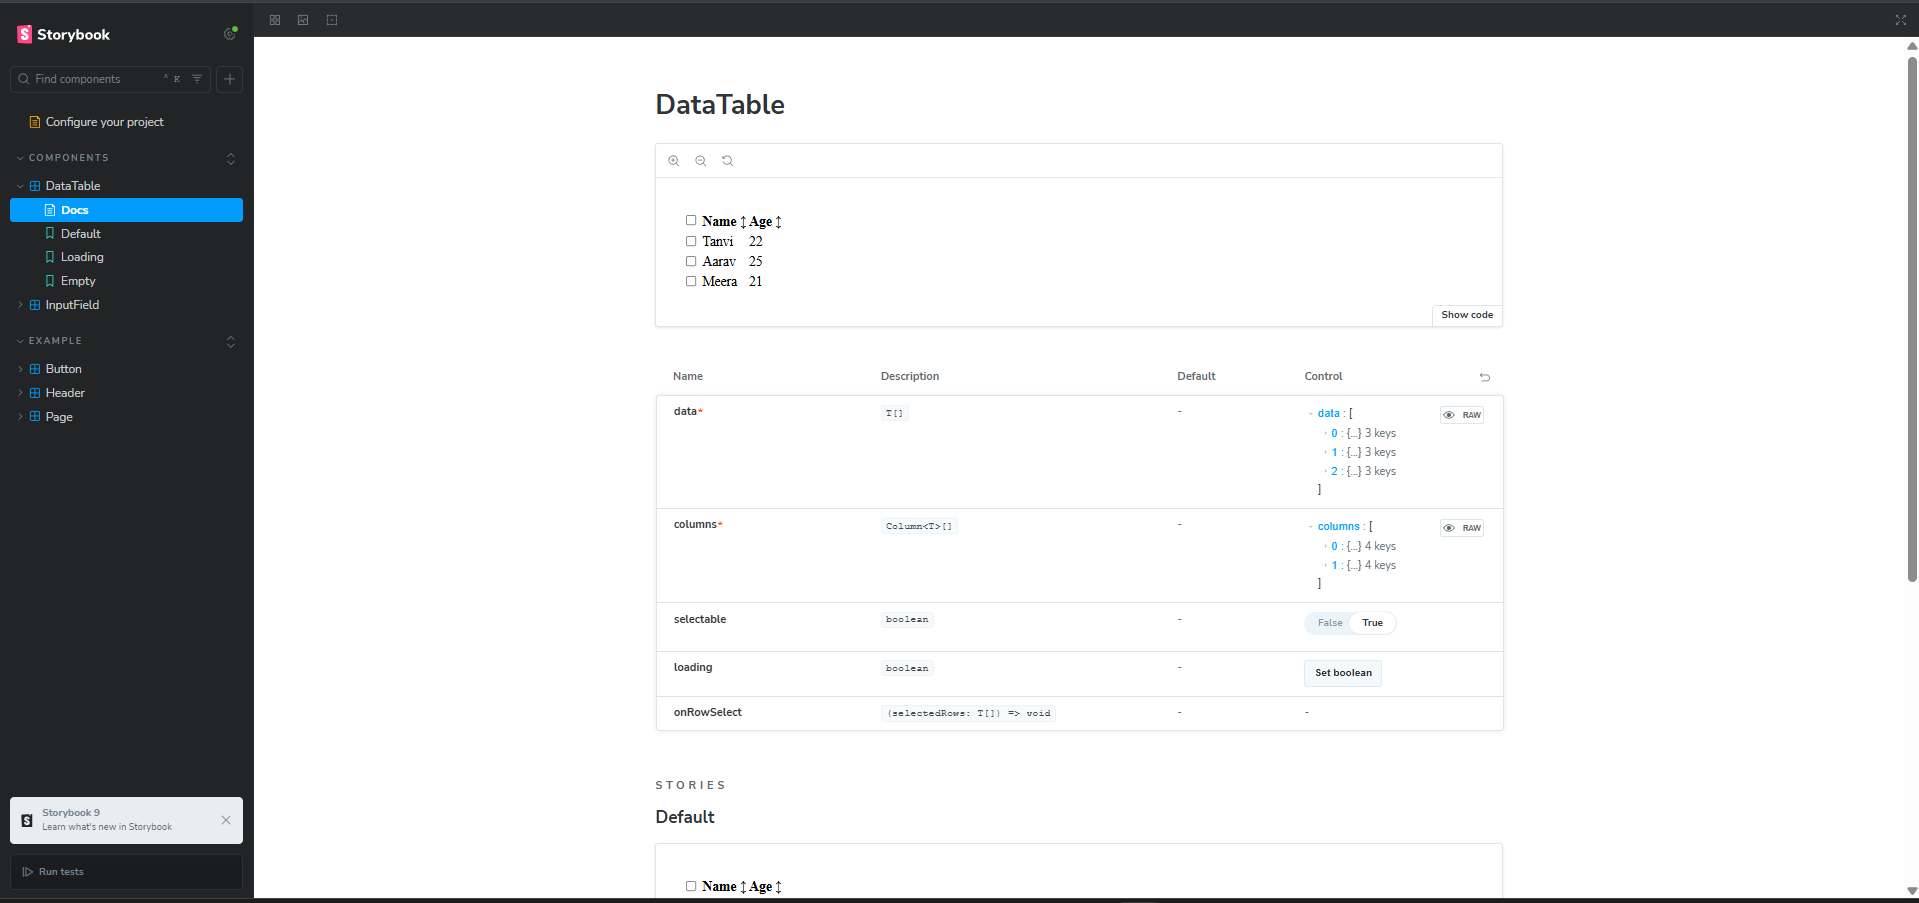 Storybook
Find components
^ K
Configure your project
COMPONENTS
DataTable
Docs
Default
Loading
Empty
InputField
EXAMPLE
Button
Header
Page
Storybook 9
Learn what's new in Storybook
Run tests
DataTable
Name ↕ Age ↕
Tanvi 22
Aarav 25
Meera 21
Show code
Name Description Default Control
data* T[] - - data : [ RAW
0 : {...} 3 keys
1 : {...} 3 keys
2 : {...} 3 keys
]
columns* Column<T>[] - - columns : [ RAW
0 : {...} 4 keys
1 : {...} 4 keys
]
selectable boolean - False True
loading boolean - Set boolean
onRowSelect (selectedRows: T[]) => void - -
STORIES
Default
Name ↕ Age ↕